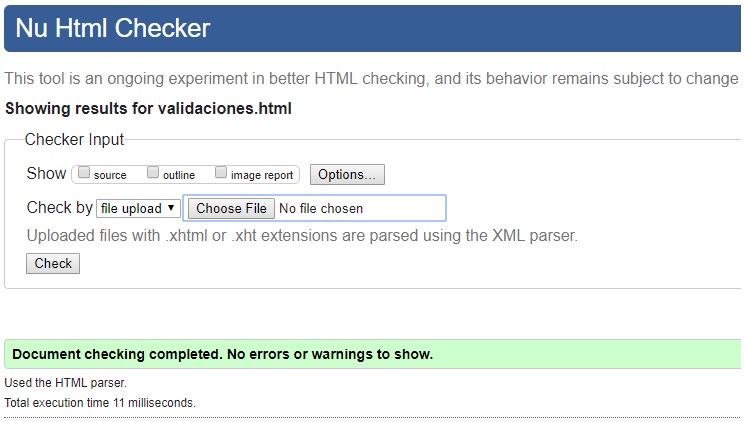 Nu Html Checker
This tool is an ongoing experiment in better HTML checking, and its behavior remains subject to change
Showing results for validaciones.html
Checker Input
Show source outline image report Options...
Check by file upload Choose File No file chosen
Uploaded files with .xhtml or .xht extensions are parsed using the XML parser.
Check
Document checking completed. No errors or warnings to show.
Used the HTML parser.
Total execution time 11 milliseconds.